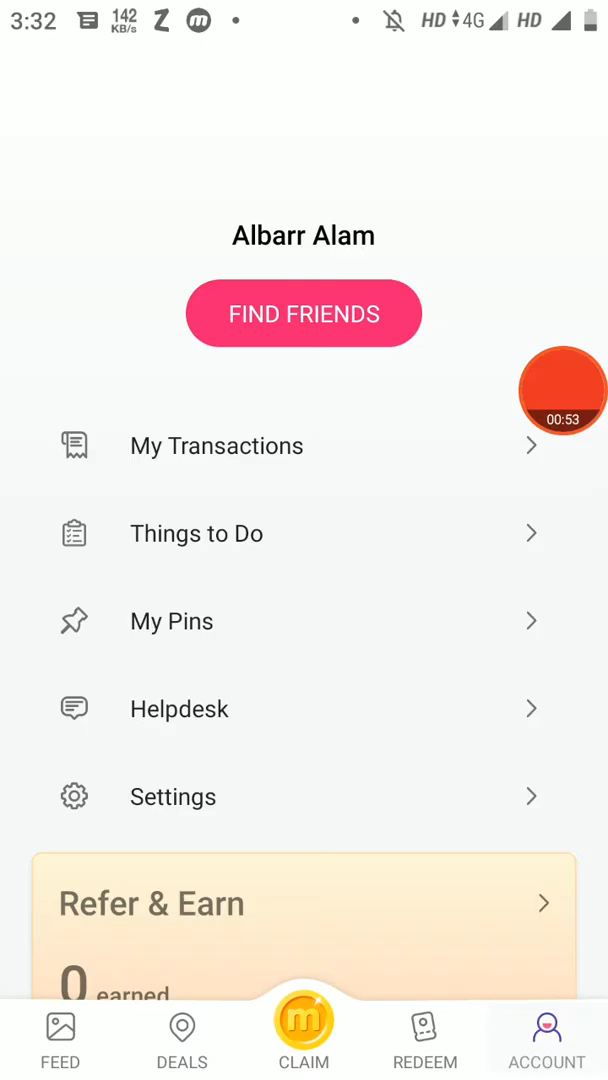 3:32 142 KB/s Z m HD 4G HD
Albarr Alam
FIND FRIENDS
00:53
My Transactions
Things to Do
My Pins
Helpdesk
Settings
Refer & Earn
0 earned
m
FEED DEALS CLAIM REDEEM ACCOUNT